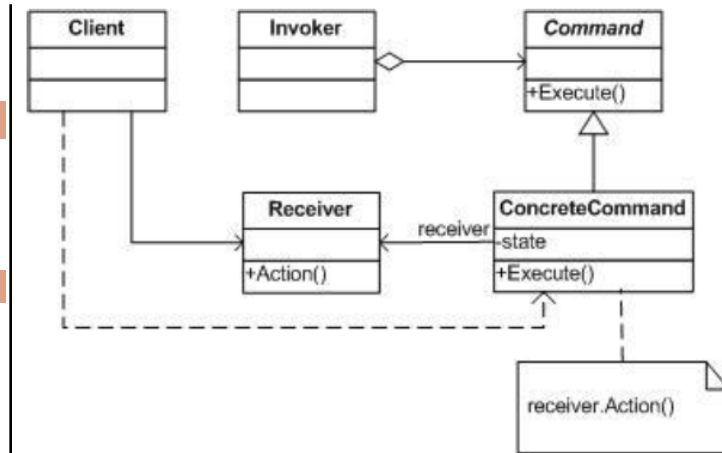 Client
Invoker
Command
+Execute()
Receiver
+Action()
receiver
ConcreteCommand
-state
+Execute()
receiver.Action()